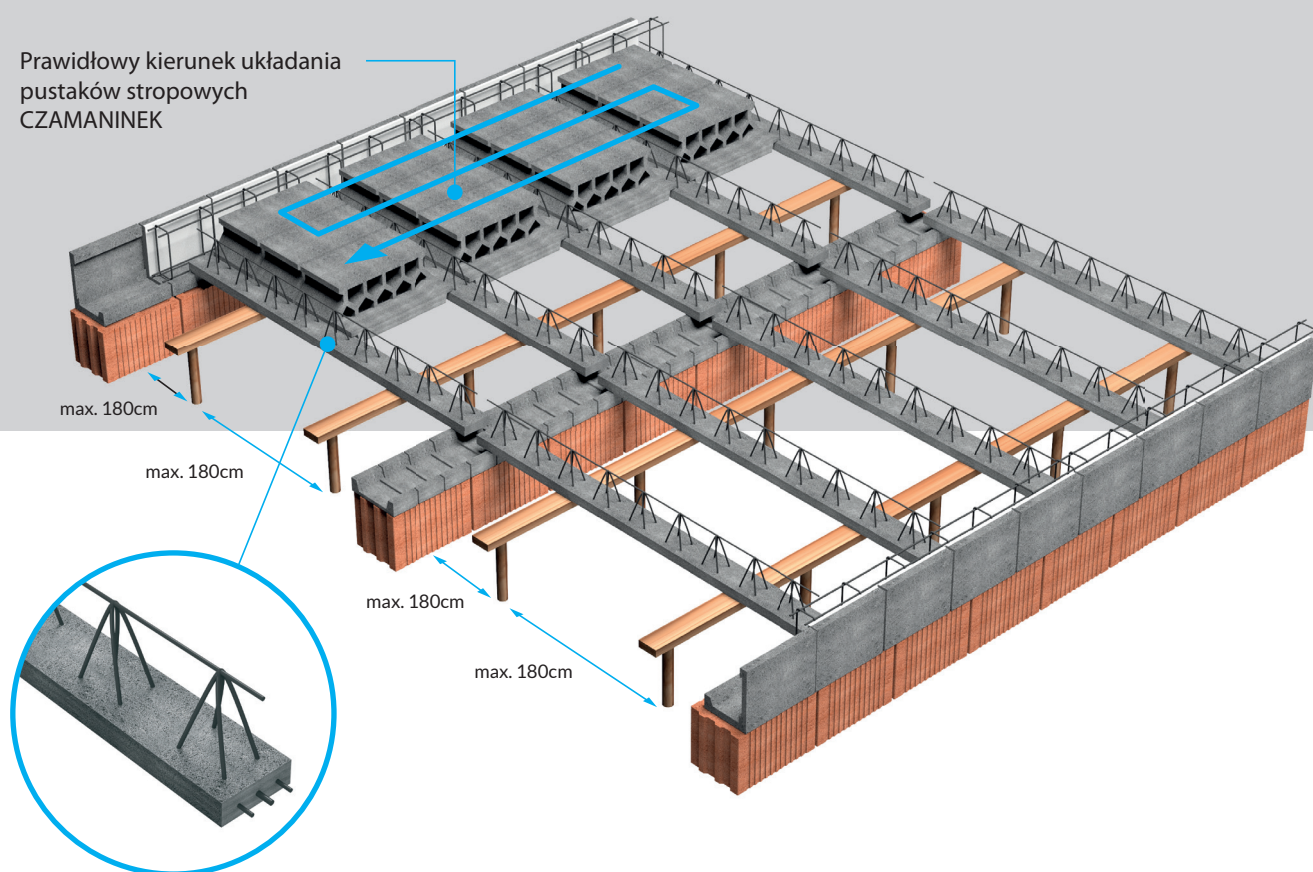 Prawidłowy kierunek układania
pustaków stropowych
CZAMANINEK
max. 180cm
max. 180cm
max. 180cm
max. 180cm